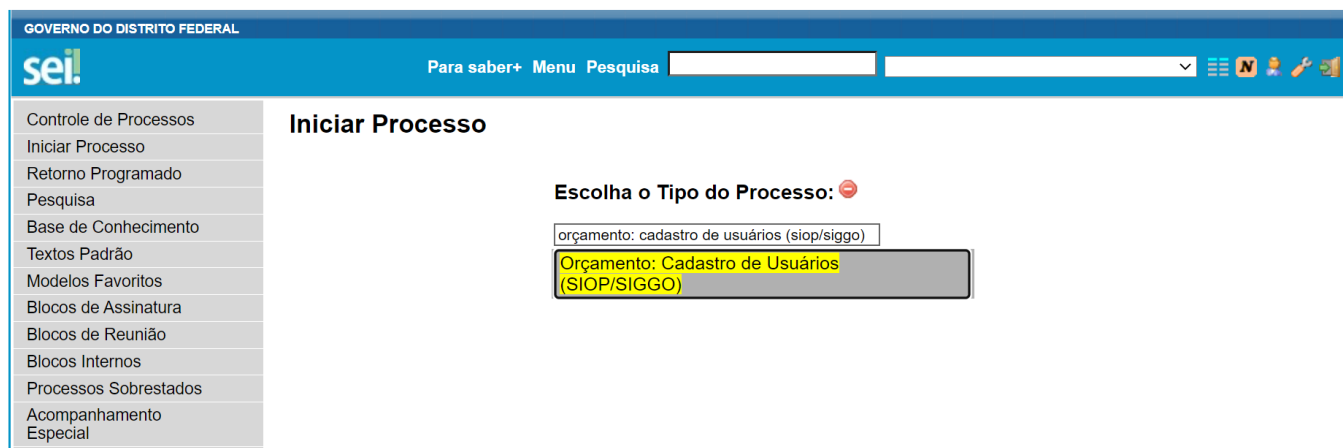 GOVERNO DO DISTRITO FEDERAL
sei!
Para saber+ Menu Pesquisa
N
Controle de Processos
Iniciar Processo
Retorno Programado
Pesquisa
Base de Conhecimento
Textos Padrão
Modelos Favoritos
Blocos de Assinatura
Blocos de Reunião
Blocos Internos
Processos Sobrestados
Acompanhamento
Especial
Iniciar Processo
Escolha o Tipo do Processo:
orçamento: cadastro de usuários (siop/siggo)
Orçamento: Cadastro de Usuários
(SIOP/SIGGO)